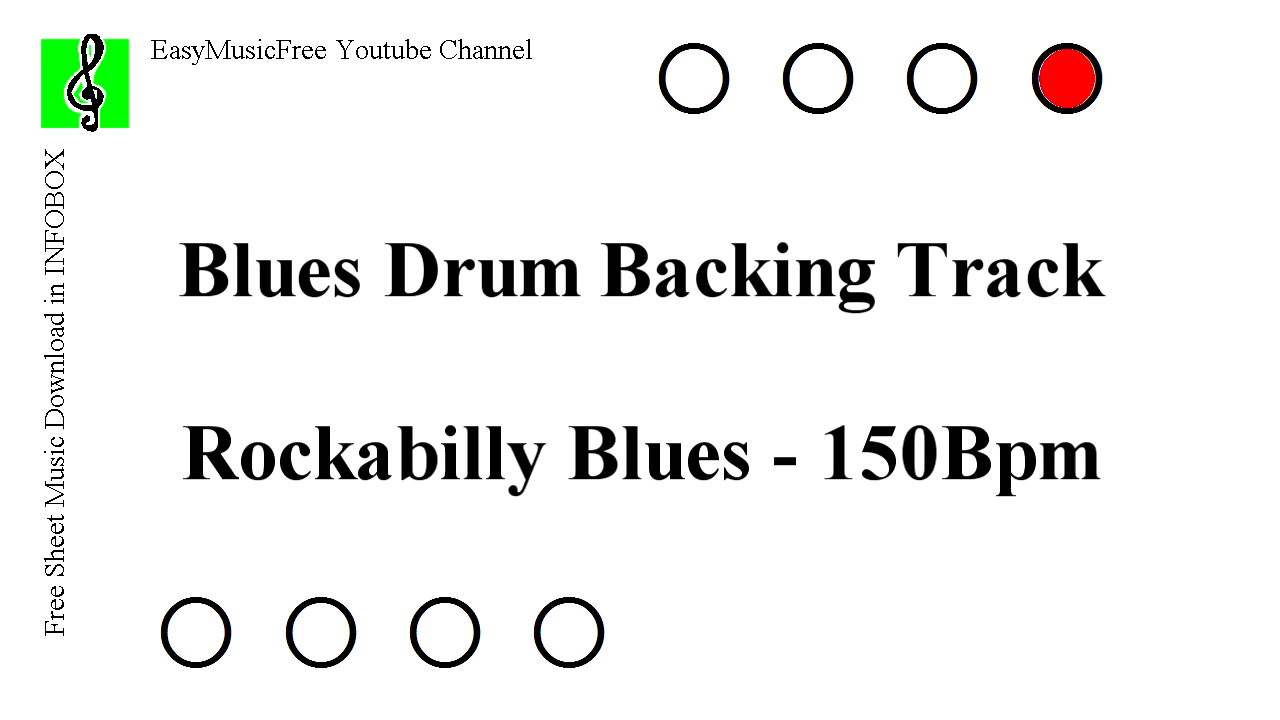 EasyMusicFree Youtube Channel
Free Sheet Music Download in INFOBOX
Blues Drum Backing Track
Rockabilly Blues - 150Bpm